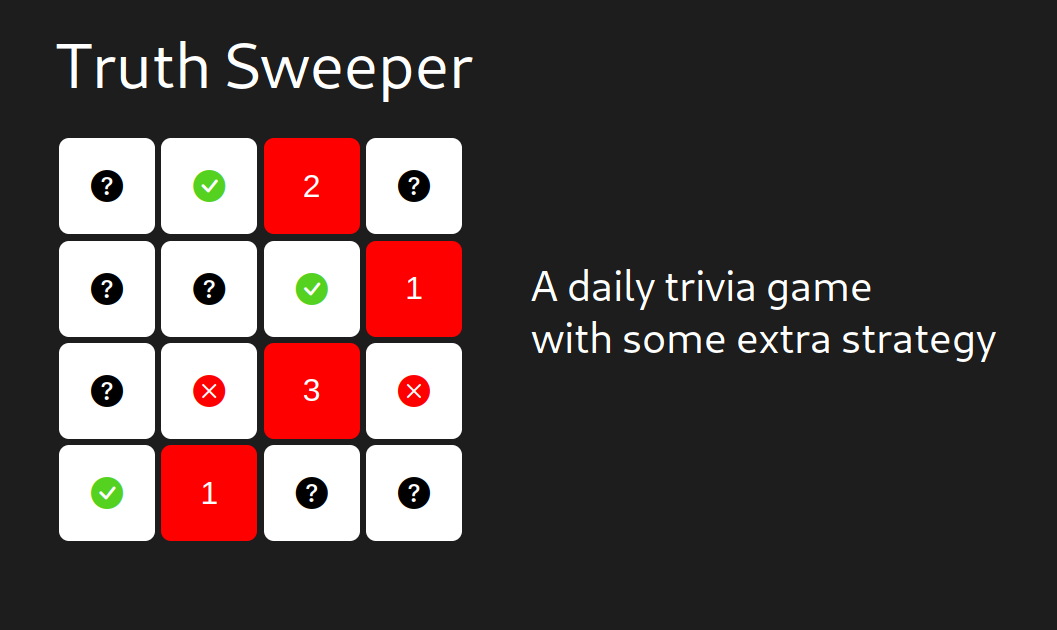 Truth Sweeper
? 2 ?
? ? 1
A daily trivia game
with some extra strategy
? 3
1 ? ?